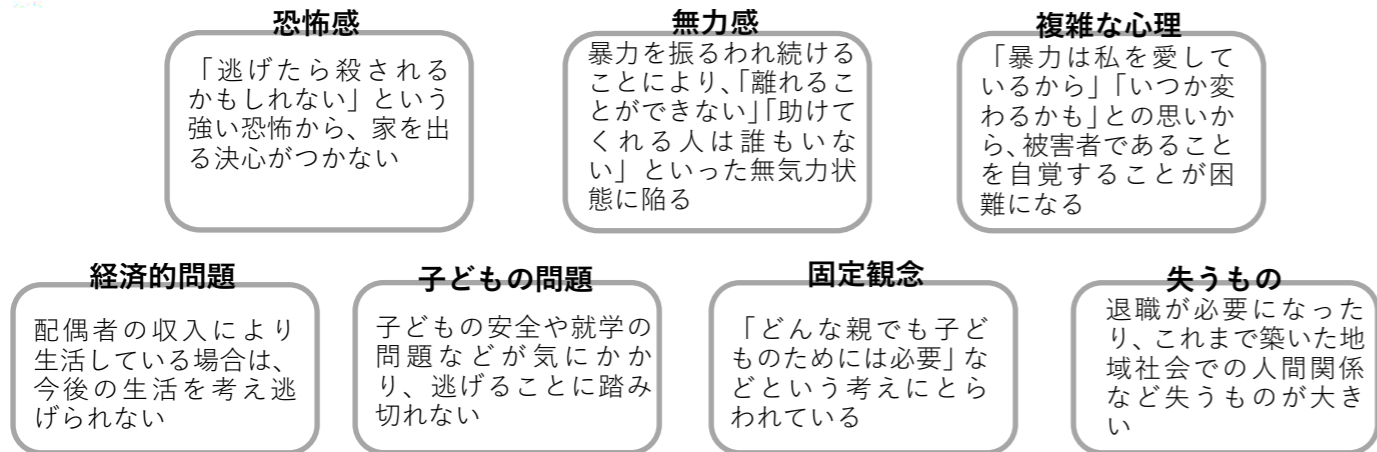 恐怖感
「逃げたら殺される
かもしれない」という
強い恐怖から、家を出
る決心がつかない
無力感
暴力を振るわれ続ける
ことにより、「離れるこ
とができない」「助けて
くれる人は誰もいな
い」といった無気力状
態に陥る
複雑な心理
「暴力は私を愛して
いるから」「いつか変
わるかも」との思いか
ら、被害者であること
を自覚することが困
難になる
経済的問題
配偶者の収入により
生活している場合は、
今後の生活を考え逃
げられない
子どもの問題
子どもの安全や就学の
問題などが気にかか
り、逃げることに踏み
切れない
固定観念
「どんな親でも子ど
ものためには必要」な
どという考えにとら
われている
失うもの
退職が必要になった
り、これまで築いた地
域社会での人間関係
など失うものが大き
い